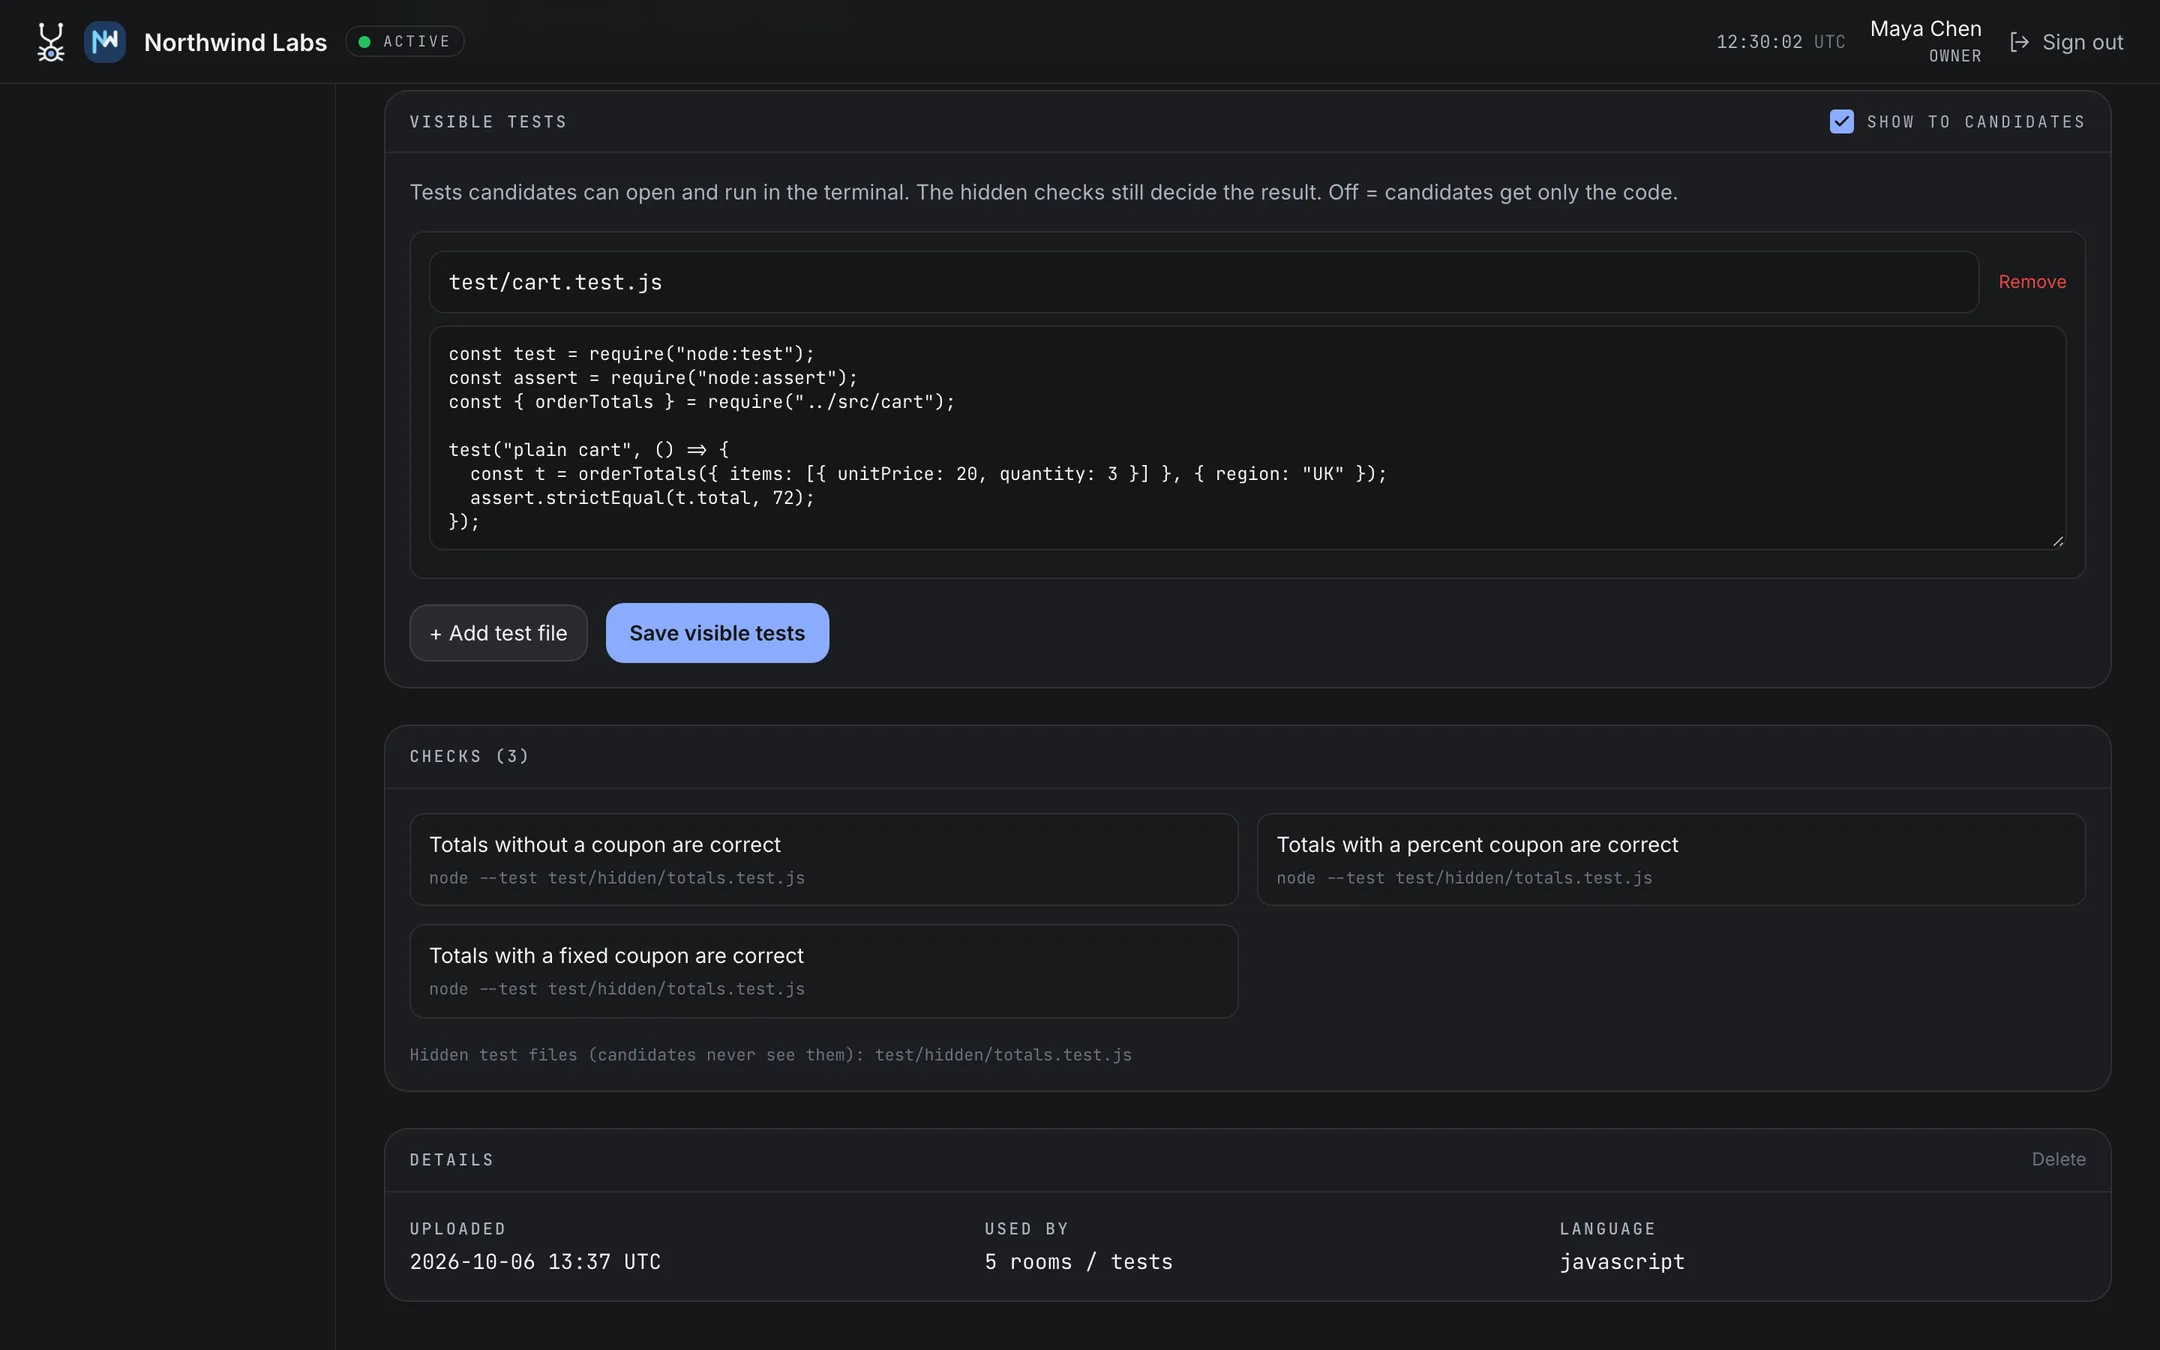 Northwind Labs
ACTIVE
12:30:02 UTC
Maya Chen
OWNER
Sign out
VISIBLE TESTS
SHOW TO CANDIDATES
Tests candidates can open and run in the terminal. The hidden checks still decide the result. Off = candidates get only the code.
test/cart.test.js
Remove
const test = require("node:test");
const assert = require("node:assert");
const { orderTotals } = require("../src/cart");
test("plain cart", () => {
  const t = orderTotals({ items: [{ unitPrice: 20, quantity: 3 }] }, { region: "UK" });
  assert.strictEqual(t.total, 72);
});
+ Add test file
Save visible tests
CHECKS (3)
Totals without a coupon are correct
node --test test/hidden/totals.test.js
Totals with a percent coupon are correct
node --test test/hidden/totals.test.js
Totals with a fixed coupon are correct
node --test test/hidden/totals.test.js
Hidden test files (candidates never see them): test/hidden/totals.test.js
DETAILS
Delete
UPLOADED
2026-10-06 13:37 UTC
USED BY
5 rooms / tests
LANGUAGE
javascript